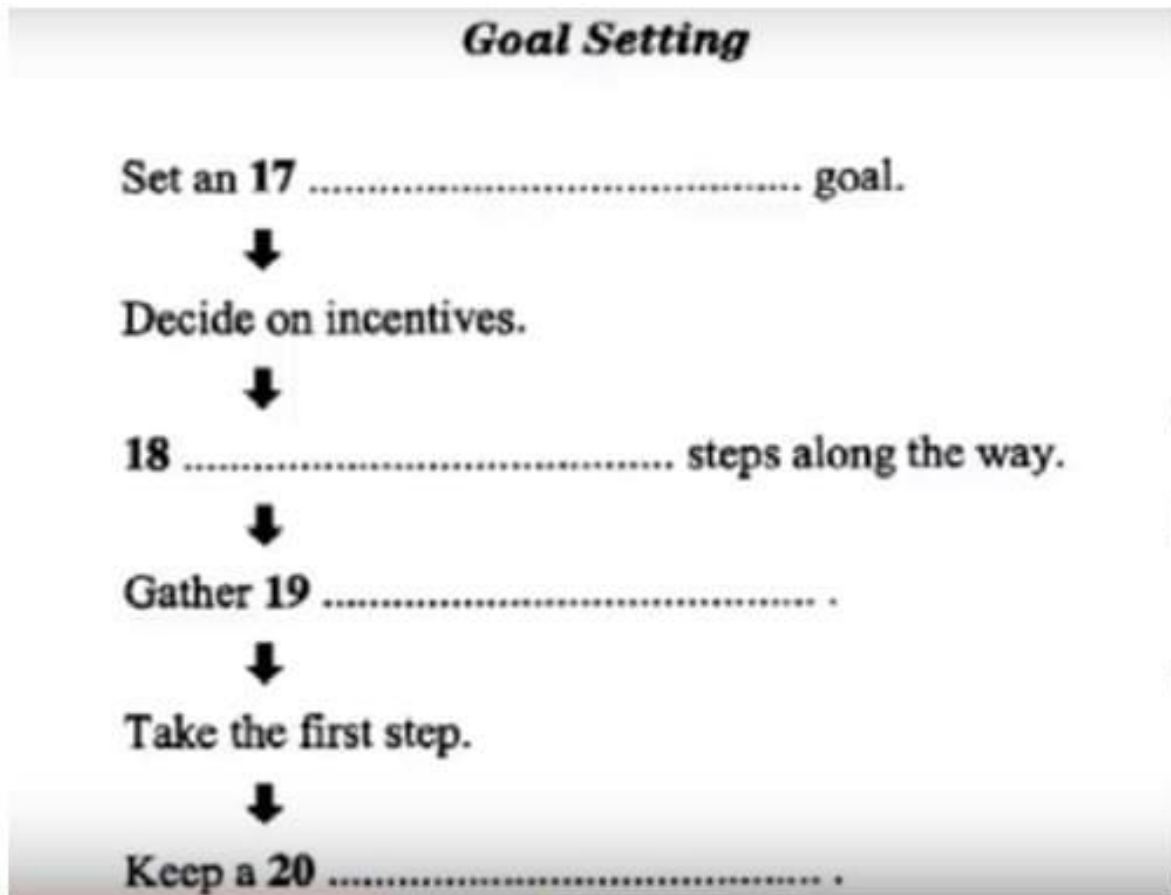 Goal Setting
Set an 17 ........................................ goal.
Decide on incentives.
18 ........................................ steps along the way.
Gather 19 ........................................ .
Take the first step.
Keep a 20 ........................................ .